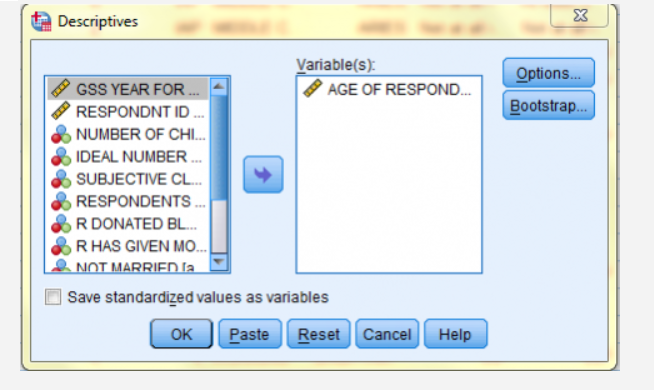 Descriptives
Variable(s):
GSS YEAR FOR ...
RESPONDNT ID ...
NUMBER OF CHI...
IDEAL NUMBER ...
SUBJECTIVE CL...
RESPONDENTS ...
R DONATED BL...
R HAS GIVEN MO...
NOT MARRIED [a
AGE OF RESPOND...
Options...
Bootstrap...
Save standardized values as variables
OK Paste Reset Cancel Help